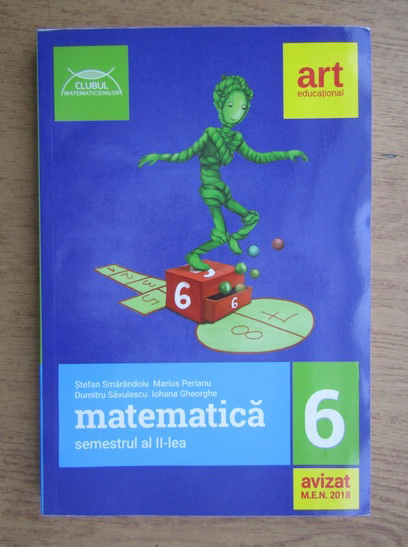 CLUBUL
MATEMATICIENILOR
art
educațional
6
6
Ștefan Smărăndoiu Marius Perianu
Dumitru Săvulescu Iohana Gheorghe
matematică
semestrul al II-lea
6
avizat
M.E.N. 2018